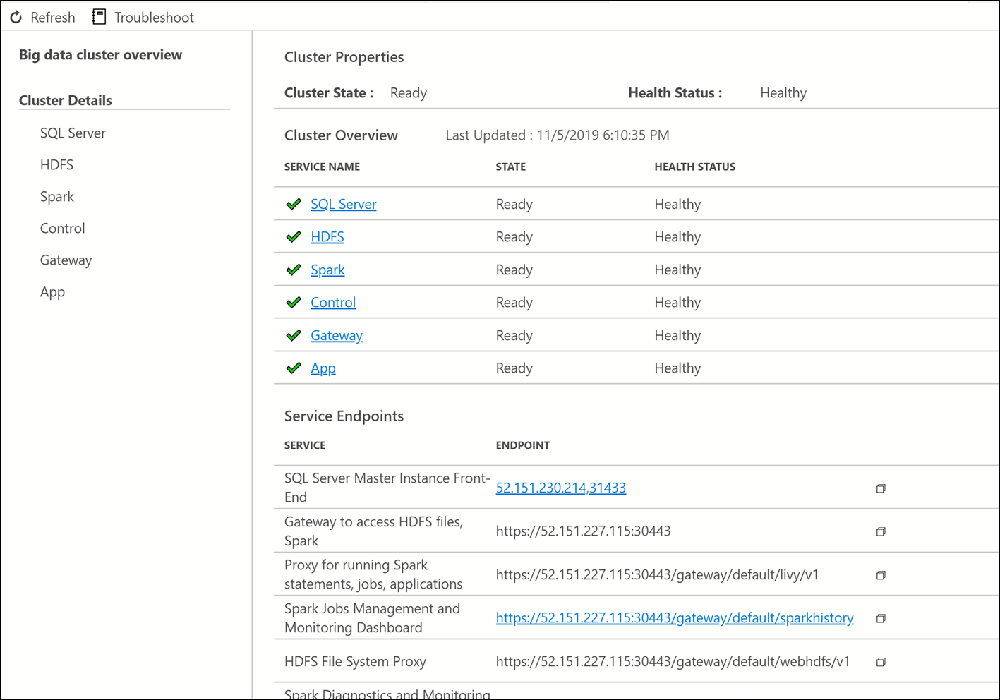 Refresh Troubleshoot
Big data cluster overview
Cluster Details
SQL Server
HDFS
Spark
Control
Gateway
App
Cluster Properties
Cluster State : Ready Health Status : Healthy
Cluster Overview Last Updated : 11/5/2019 6:10:35 PM
SERVICE NAME STATE HEALTH STATUS
SQL Server Ready Healthy
HDFS Ready Healthy
Spark Ready Healthy
Control Ready Healthy
Gateway Ready Healthy
App Ready Healthy
Service Endpoints
SERVICE ENDPOINT
SQL Server Master Instance Front-
End
52.151.230.214,31433
Gateway to access HDFS files,
Spark
https://52.151.227.115:30443
Proxy for running Spark
statements, jobs, applications
https://52.151.227.115:30443/gateway/default/livy/v1
Spark Jobs Management and
Monitoring Dashboard
https://52.151.227.115:30443/gateway/default/sparkhistory
HDFS File System Proxy https://52.151.227.115:30443/gateway/default/webhdfs/v1
Spark Diagnostics and Monitoring